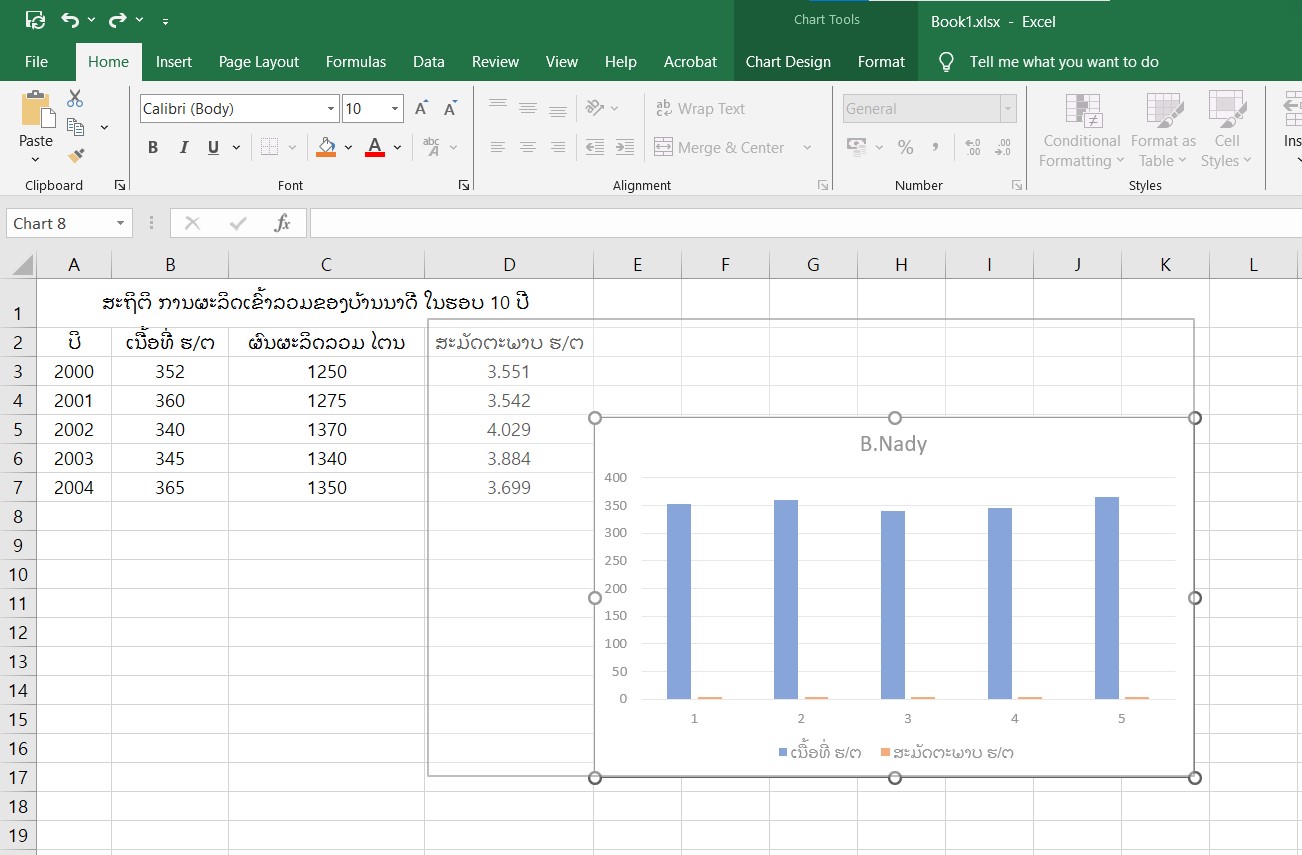 Chart Tools
Book1.xlsx - Excel
File Home Insert Page Layout Formulas Data Review View Help Acrobat Chart Design Format Tell me what you want to do
Calibri (Body) 10 A A ab c Wrap Text General
Paste B I U A abc A Merge & Center % , .0 .00 .00 .0 Conditional Formatting Format as Table Cell Styles Ins
Clipboard Font Alignment Number Styles
Chart 8 fx
A B C D E F G H I J K L
1 ສະຖິຕິ ການຜະລິດເຂົ້າລວມຂອງບ້ານນາດີ ໃນຮອບ 10 ປີ
2 ປີ ເນື້ອທີ່ ຮ/ຕ ຜົນຜະລິດລວມ ໂຕນ ສະມັດຕະພາບ ຮ/ຕ
3 2000 352 1250 3.551
4 2001 360 1275 3.542
5 2002 340 1370 4.029
6 2003 345 1340 3.884
7 2004 365 1350 3.699
8
9
10
11
12
13
14
15
16
17
18
19
B.Nady
400
350
300
250
200
150
100
50
0
1 2 3 4 5
ເນື້ອທີ່ ຮ/ຕ ສະມັດຕະພາບ ຮ/ຕ